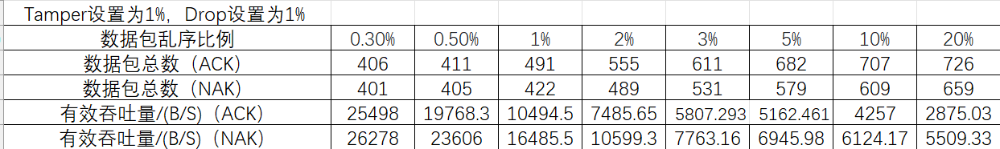 Tamper设置为1%，Drop设置为1%
数据包乱序比例 0.30% 0.50% 1% 2% 3% 5% 10% 20%
数据包总数（ACK） 406 411 491 555 611 682 707 726
数据包总数（NAK） 401 405 422 489 531 579 609 659
有效吞吐量/(B/S)（ACK） 25498 19768.3 10494.5 7485.65 5807.293 5162.461 4257 2875.03
有效吞吐量/(B/S)（NAK） 26278 23606 16485.5 10599.3 7763.16 6945.98 6124.17 5509.33